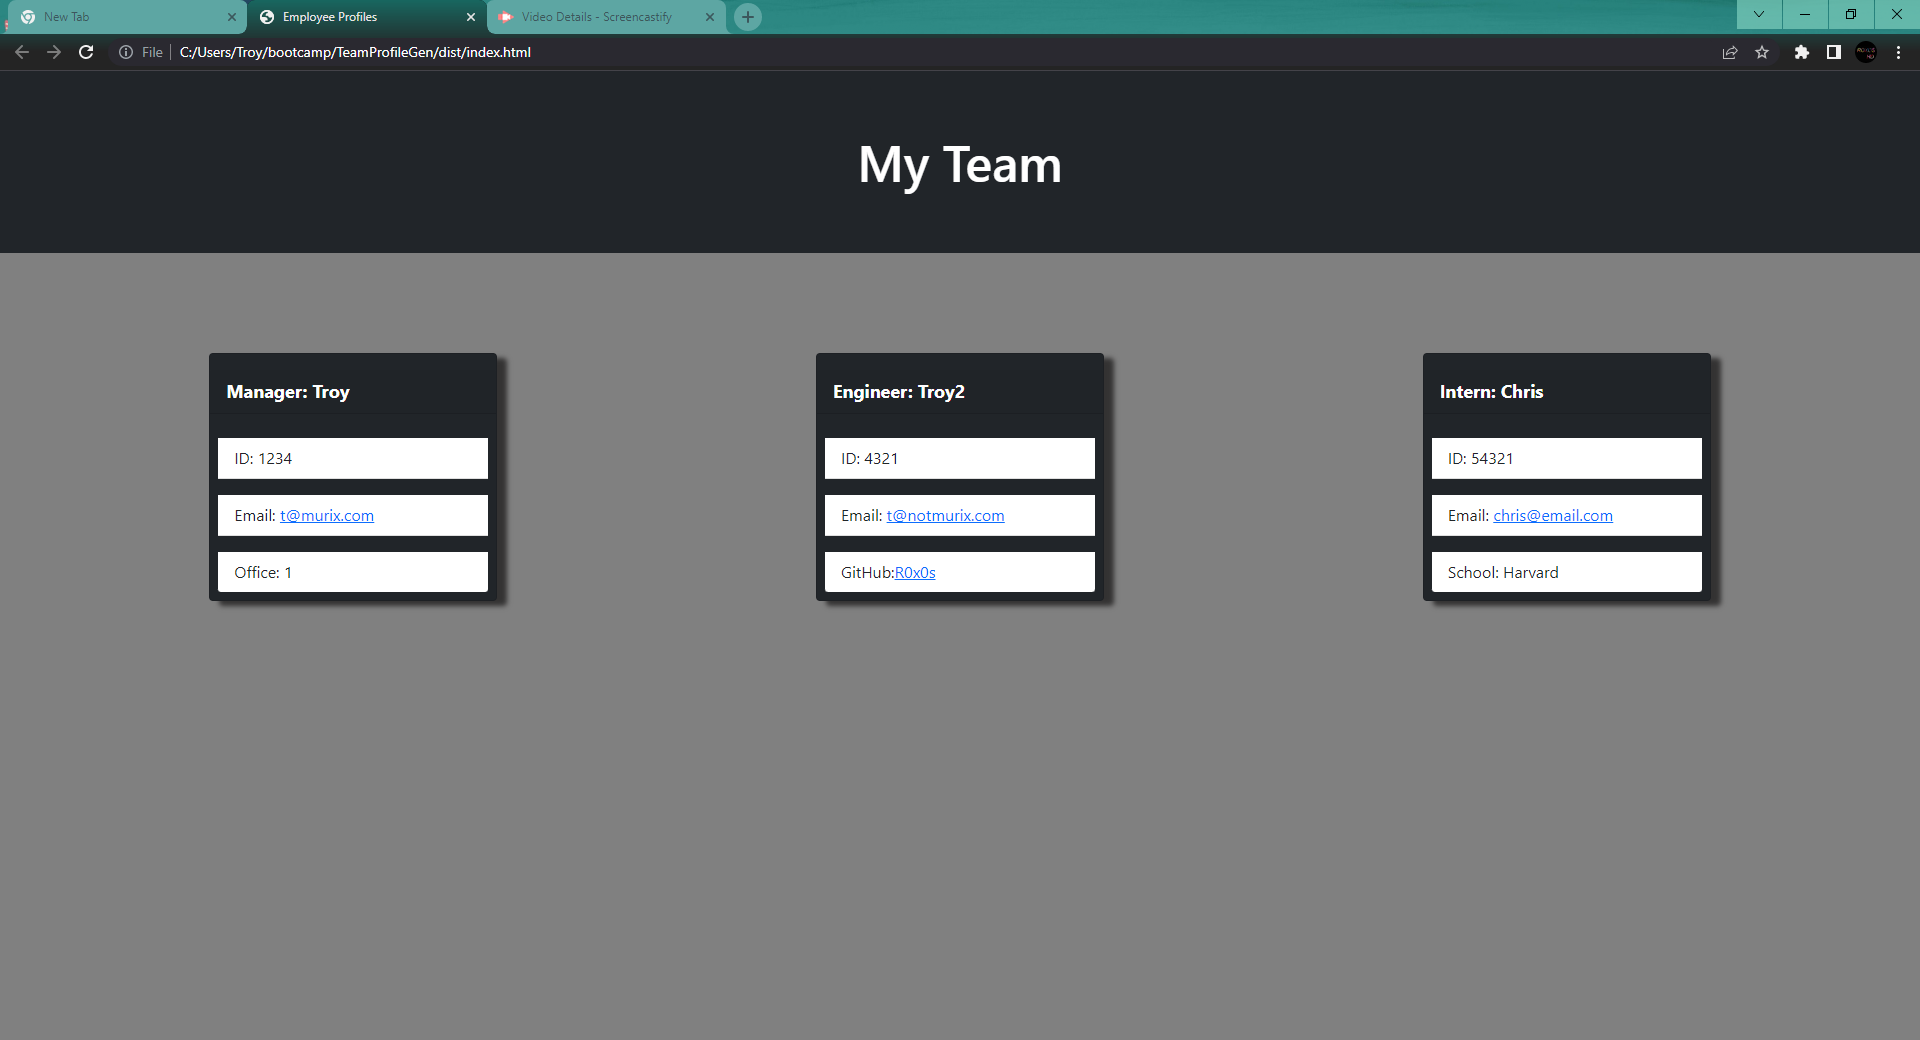 New Tab
Employee Profiles
Video Details - Screencastify
File
C:/Users/Troy/bootcamp/TeamProfileGen/dist/index.html
My Team
Manager: Troy
ID: 1234
Email: t@murix.com
Office: 1
Engineer: Troy2
ID: 4321
Email: t@notmurix.com
GitHub:R0x0s
Intern: Chris
ID: 54321
Email: chris@email.com
School: Harvard